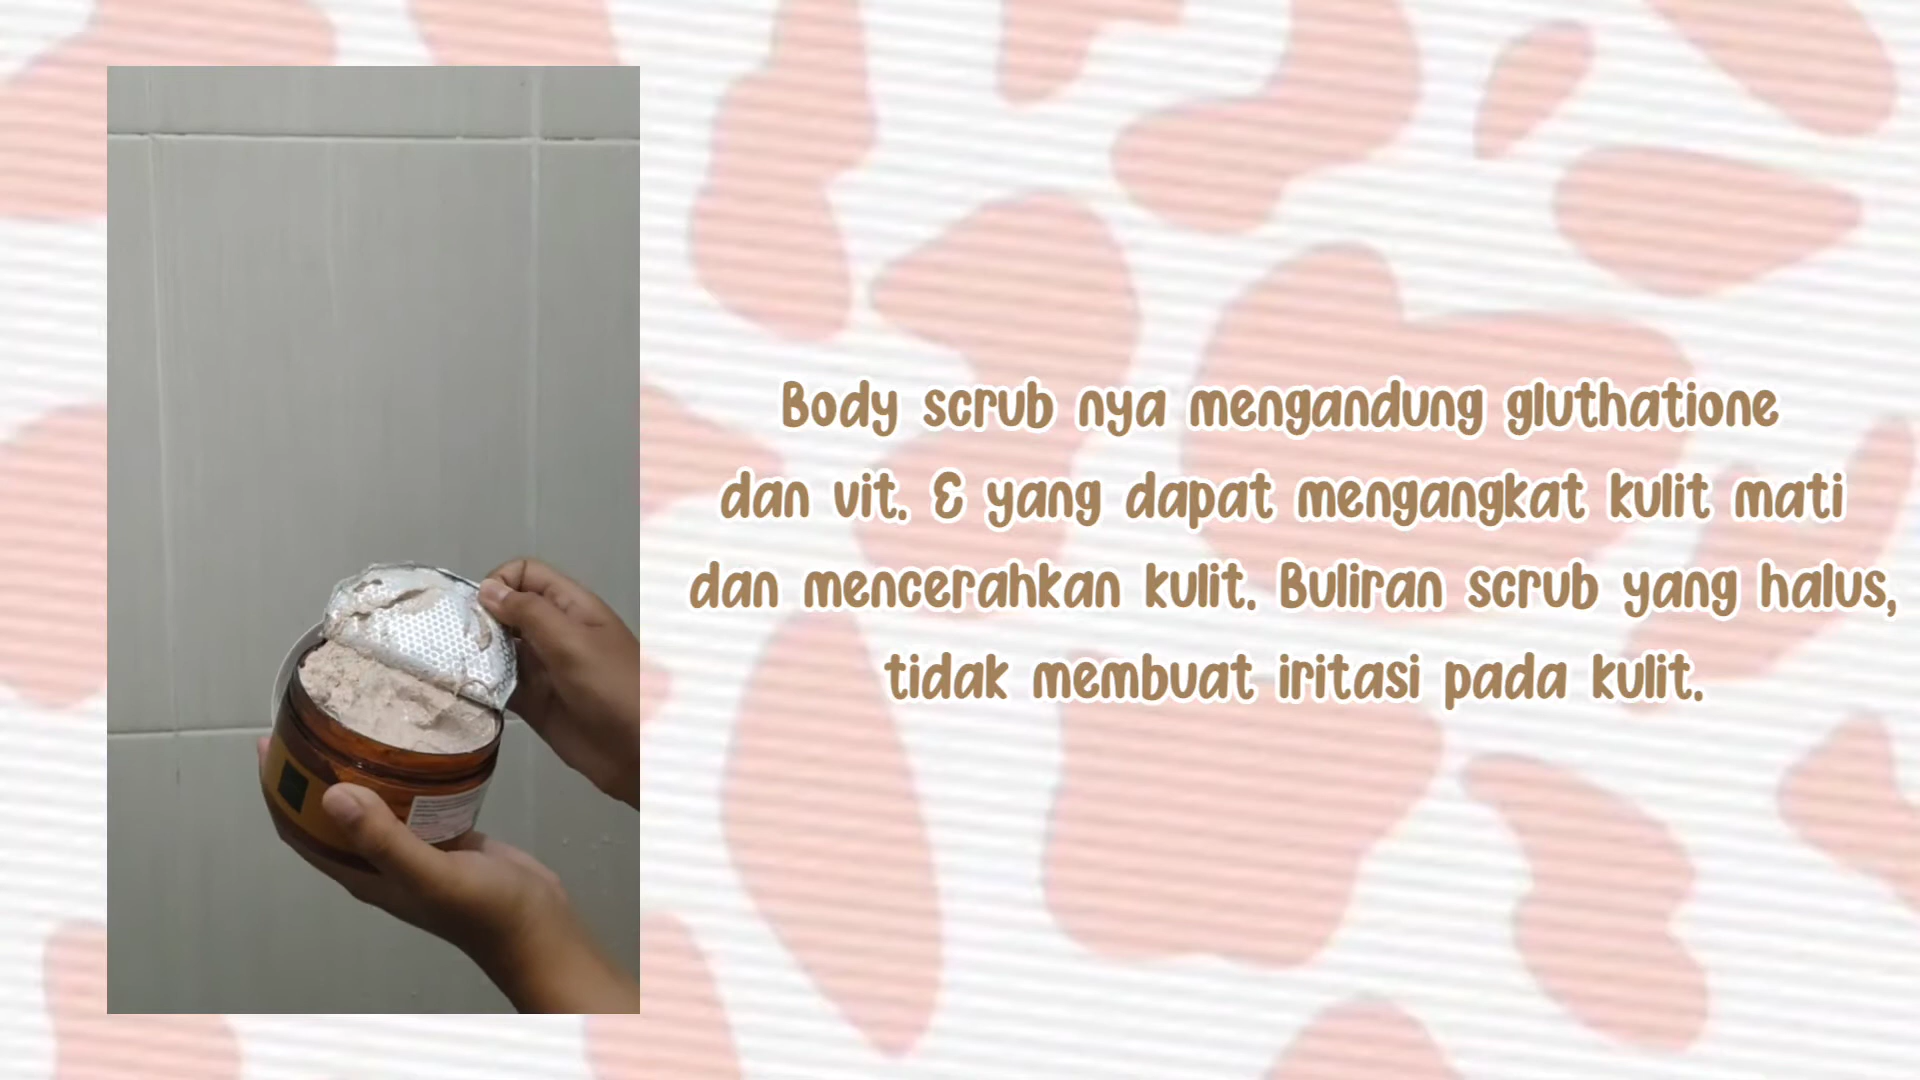 Body scrub nya mengandung gluthatione
dan vit. E yang dapat mengangkat kulit mati
dan mencerahkan kulit. Buliran scrub yang halus,
tidak membuat iritasi pada kulit.